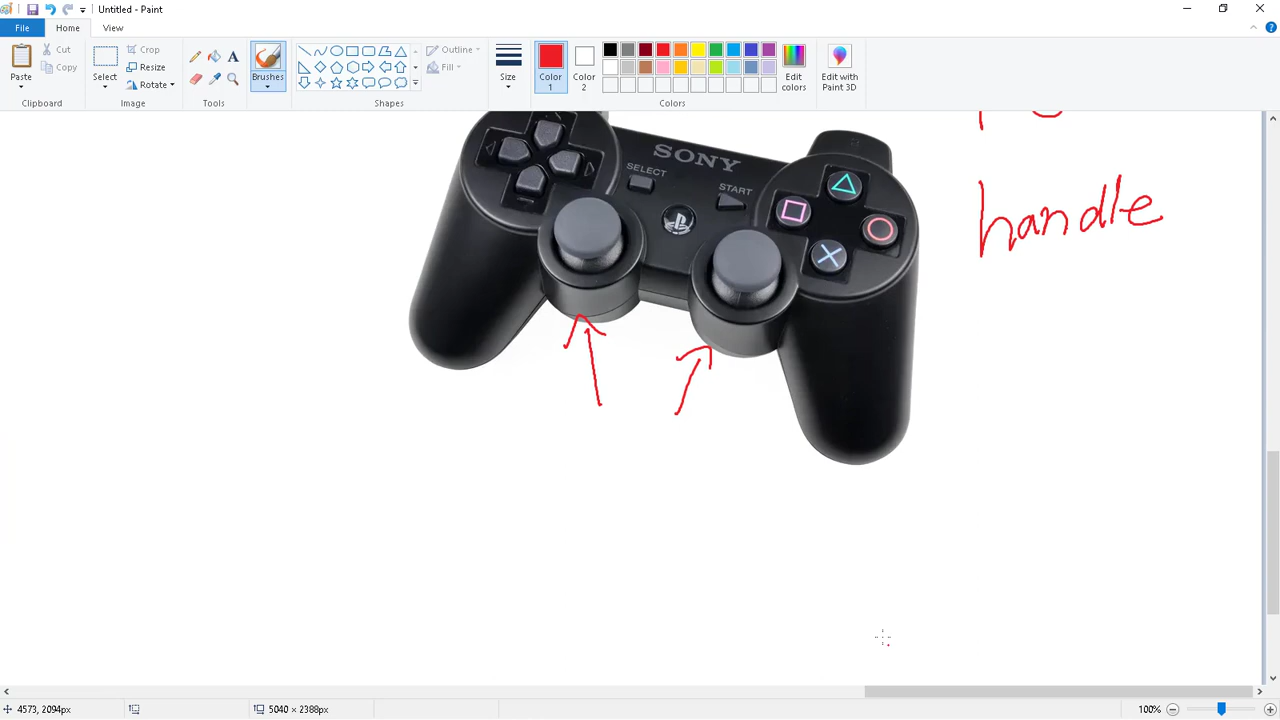 Untitled - Paint
File
Home
View
Paste
Cut
Copy
Clipboard
Select
Crop
Resize
Rotate
Image
Tools
Brushes
Shapes
Outline
Fill
Size
Color 1
Color 2
Colors
Edit colors
Edit with Paint 3D
SONY
SELECT
START
handle
4573, 2094px
5040 × 2388px
100%